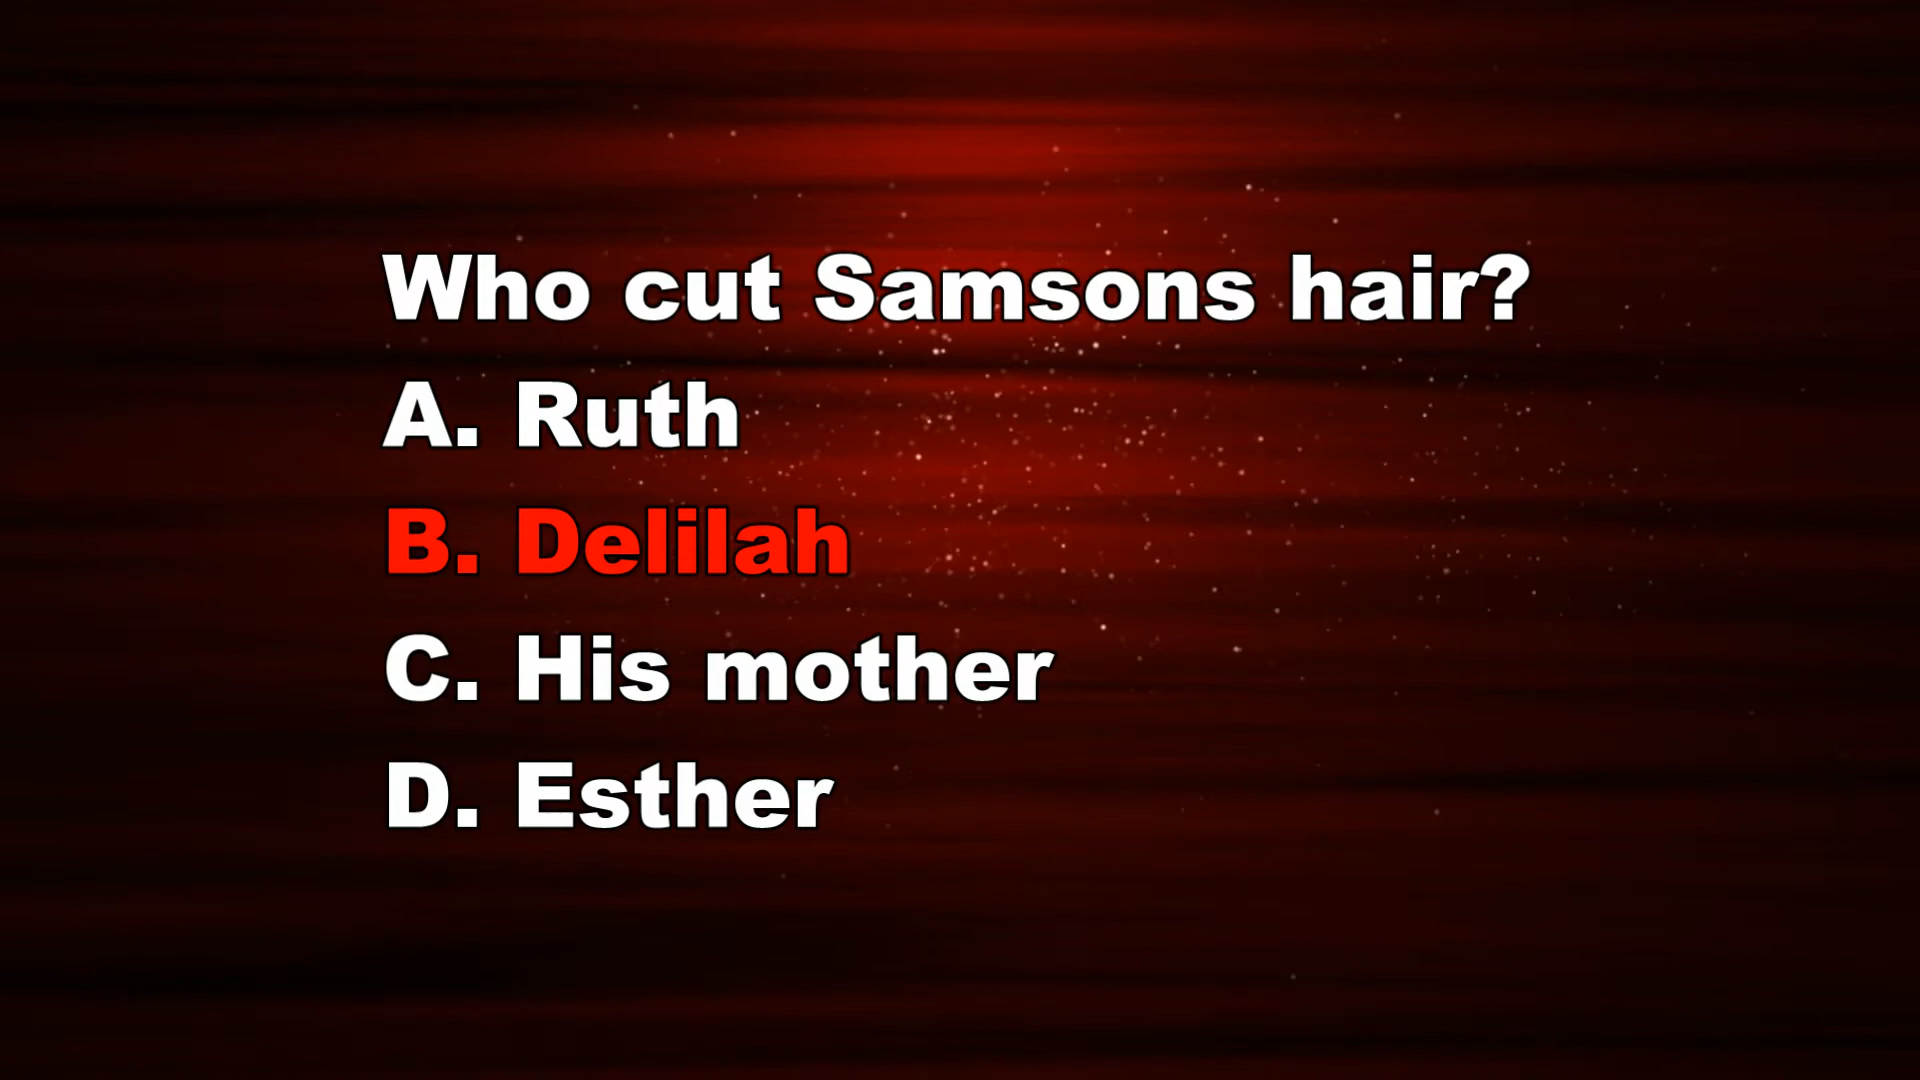 Who cut Samsons hair?
A. Ruth
B. Delilah
C. His mother
D. Esther